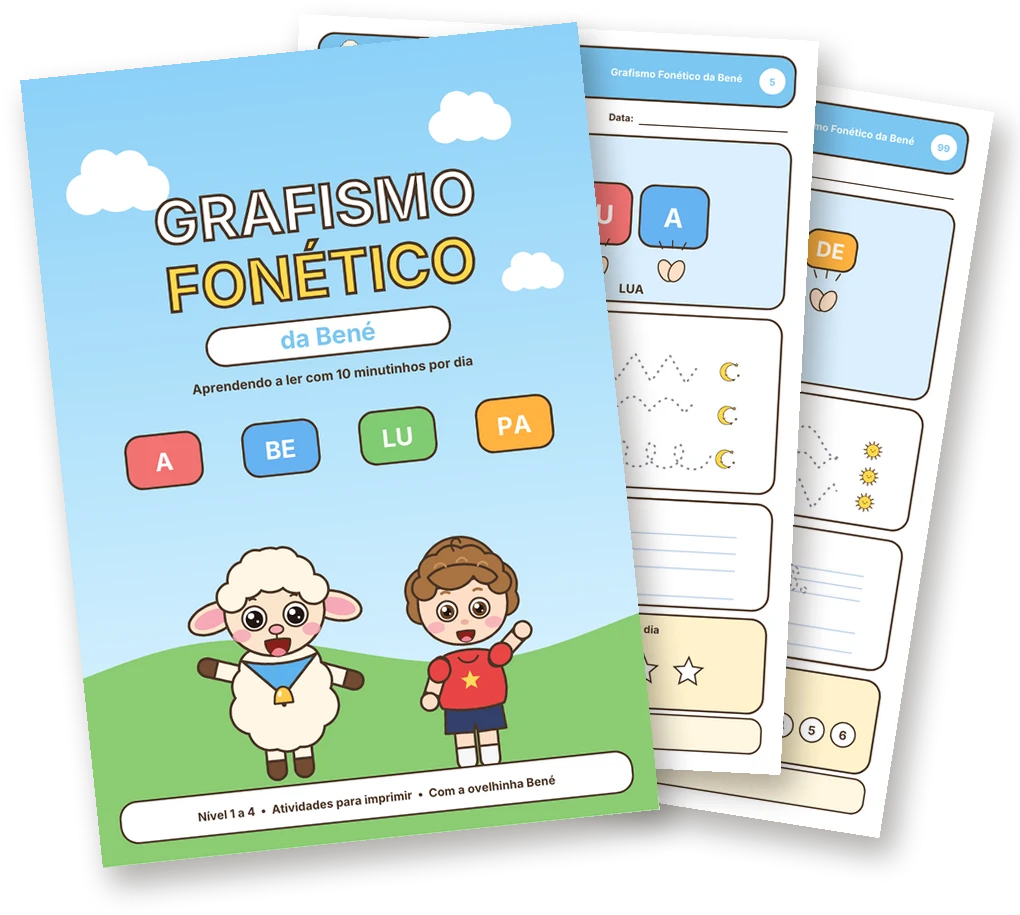 GRAFISMO
FONÉTICO
da Bené
Aprendendo a ler com 10 minutinhos por dia
A
BE
LU
PA
Nível 1 a 4 • Atividades para imprimir • Com a ovelhinha Bené
Grafismo Fonético da Bené
5
Data:
U
A
LUA
dia
mo Fonético da Bené
99
DE
5
6